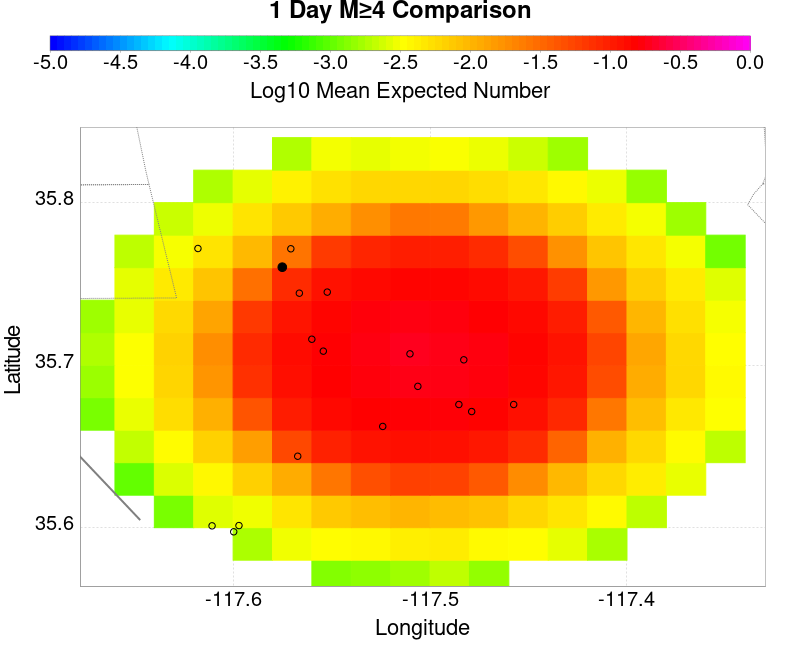 1 Day M≥4 Comparison
-5.0 -4.5 -4.0 -3.5 -3.0 -2.5 -2.0 -1.5 -1.0 -0.5 0.0
Log10 Mean Expected Number
35.8
35.7
35.6
Latitude
-117.6 -117.5 -117.4
Longitude